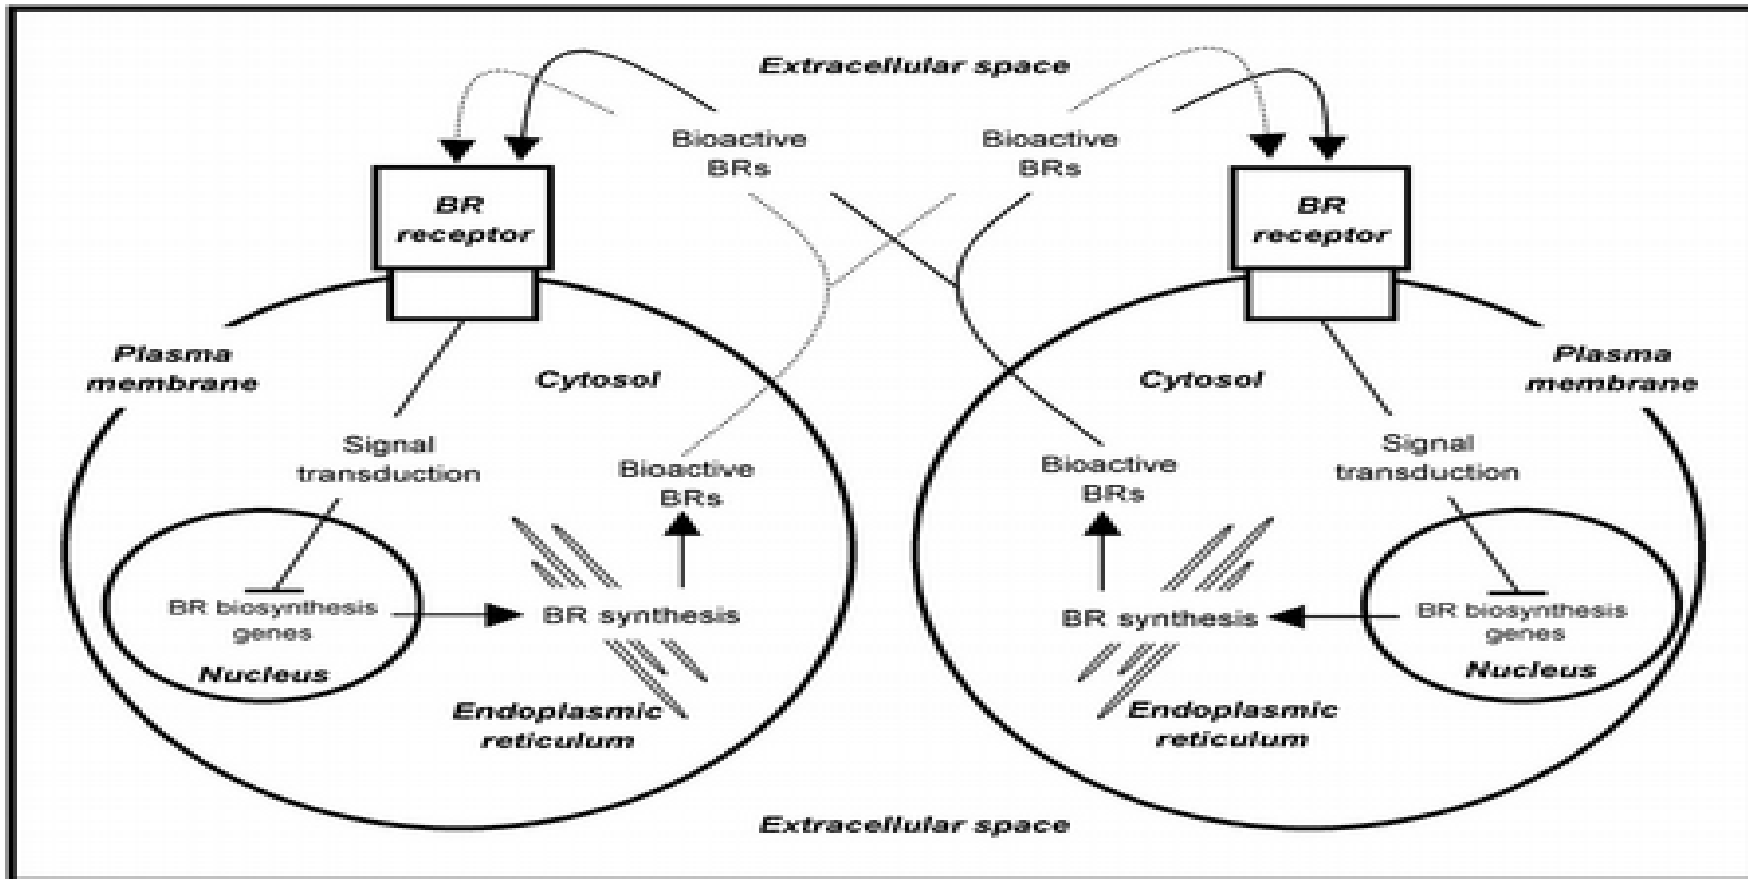 Extracellular space
Bioactive
BRs
Bioactive
BRs
BR
receptor
BR
receptor
Plasma
membrane
Cytosol
Cytosol
Plasma
membrane
Signal
transduction
Bioactive
BRs
Bioactive
BRs
Signal
transduction
BR biosynthesis
genes
Nucleus
BR synthesis
BR synthesis
BR biosynthesis
genes
Nucleus
Endoplasmic
reticulum
Endoplasmic
reticulum
Extracellular space